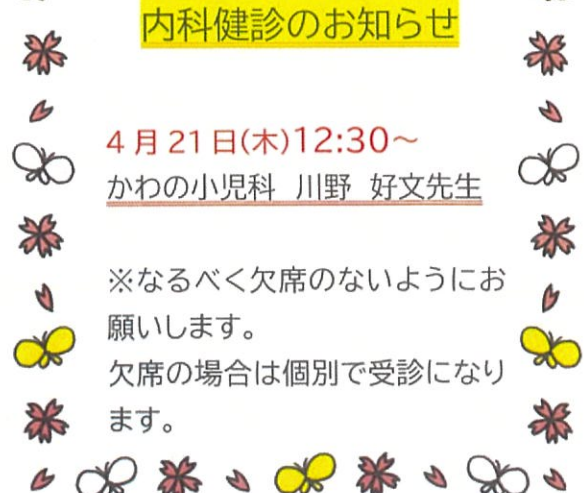 内科健診のお知らせ
4月21日(木)12:30～
かわの小児科　川野　好文先生
※なるべく欠席のないようにお
願いします。
欠席の場合は個別で受診になり
ます。